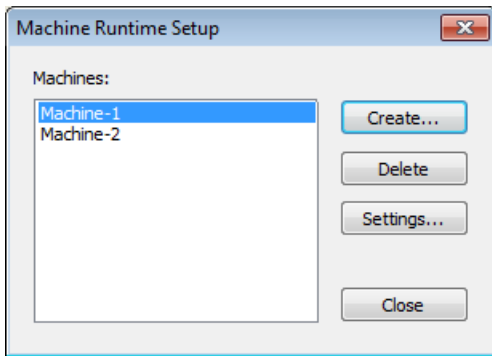 Machine Runtime Setup
Machines:
Machine-1
Machine-2
Create...
Delete
Settings...
Close